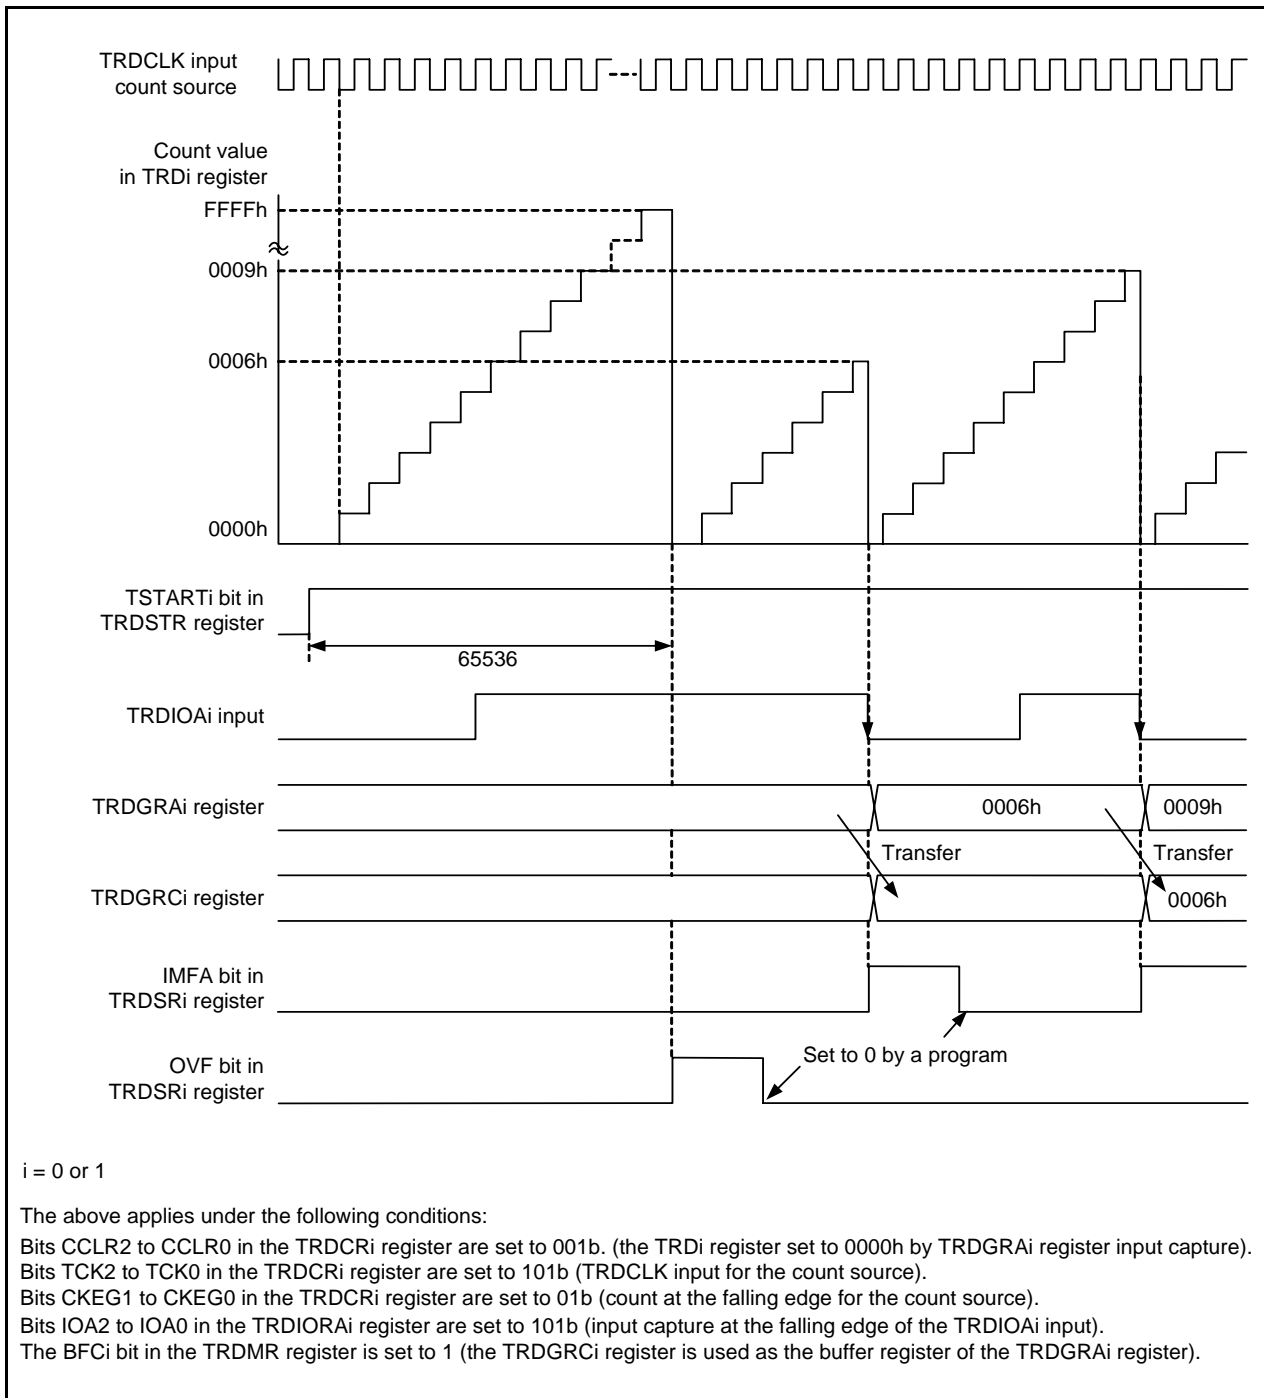 TRDCLK input
count source
Count value
in TRDi register
FFFFh
0009h
0006h
0000h
TSTARTi bit in
TRDSTR register
65536
TRDIOAi input
TRDGRAi register
0006h
0009h
Transfer
Transfer
TRDGRCi register
0006h
IMFA bit in
TRDSRi register
Set to 0 by a program
OVF bit in
TRDSRi register
i = 0 or 1
The above applies under the following conditions:
Bits CCLR2 to CCLR0 in the TRDCRi register are set to 001b. (the TRDi register set to 0000h by TRDGRAi register input capture).
Bits TCK2 to TCK0 in the TRDCRi register are set to 101b (TRDCLK input for the count source).
Bits CKEG1 to CKEG0 in the TRDCRi register are set to 01b (count at the falling edge for the count source).
Bits IOA2 to IOA0 in the TRDIORAi register are set to 101b (input capture at the falling edge of the TRDIOAi input).
The BFCi bit in the TRDMR register is set to 1 (the TRDGRCi register is used as the buffer register of the TRDGRAi register).